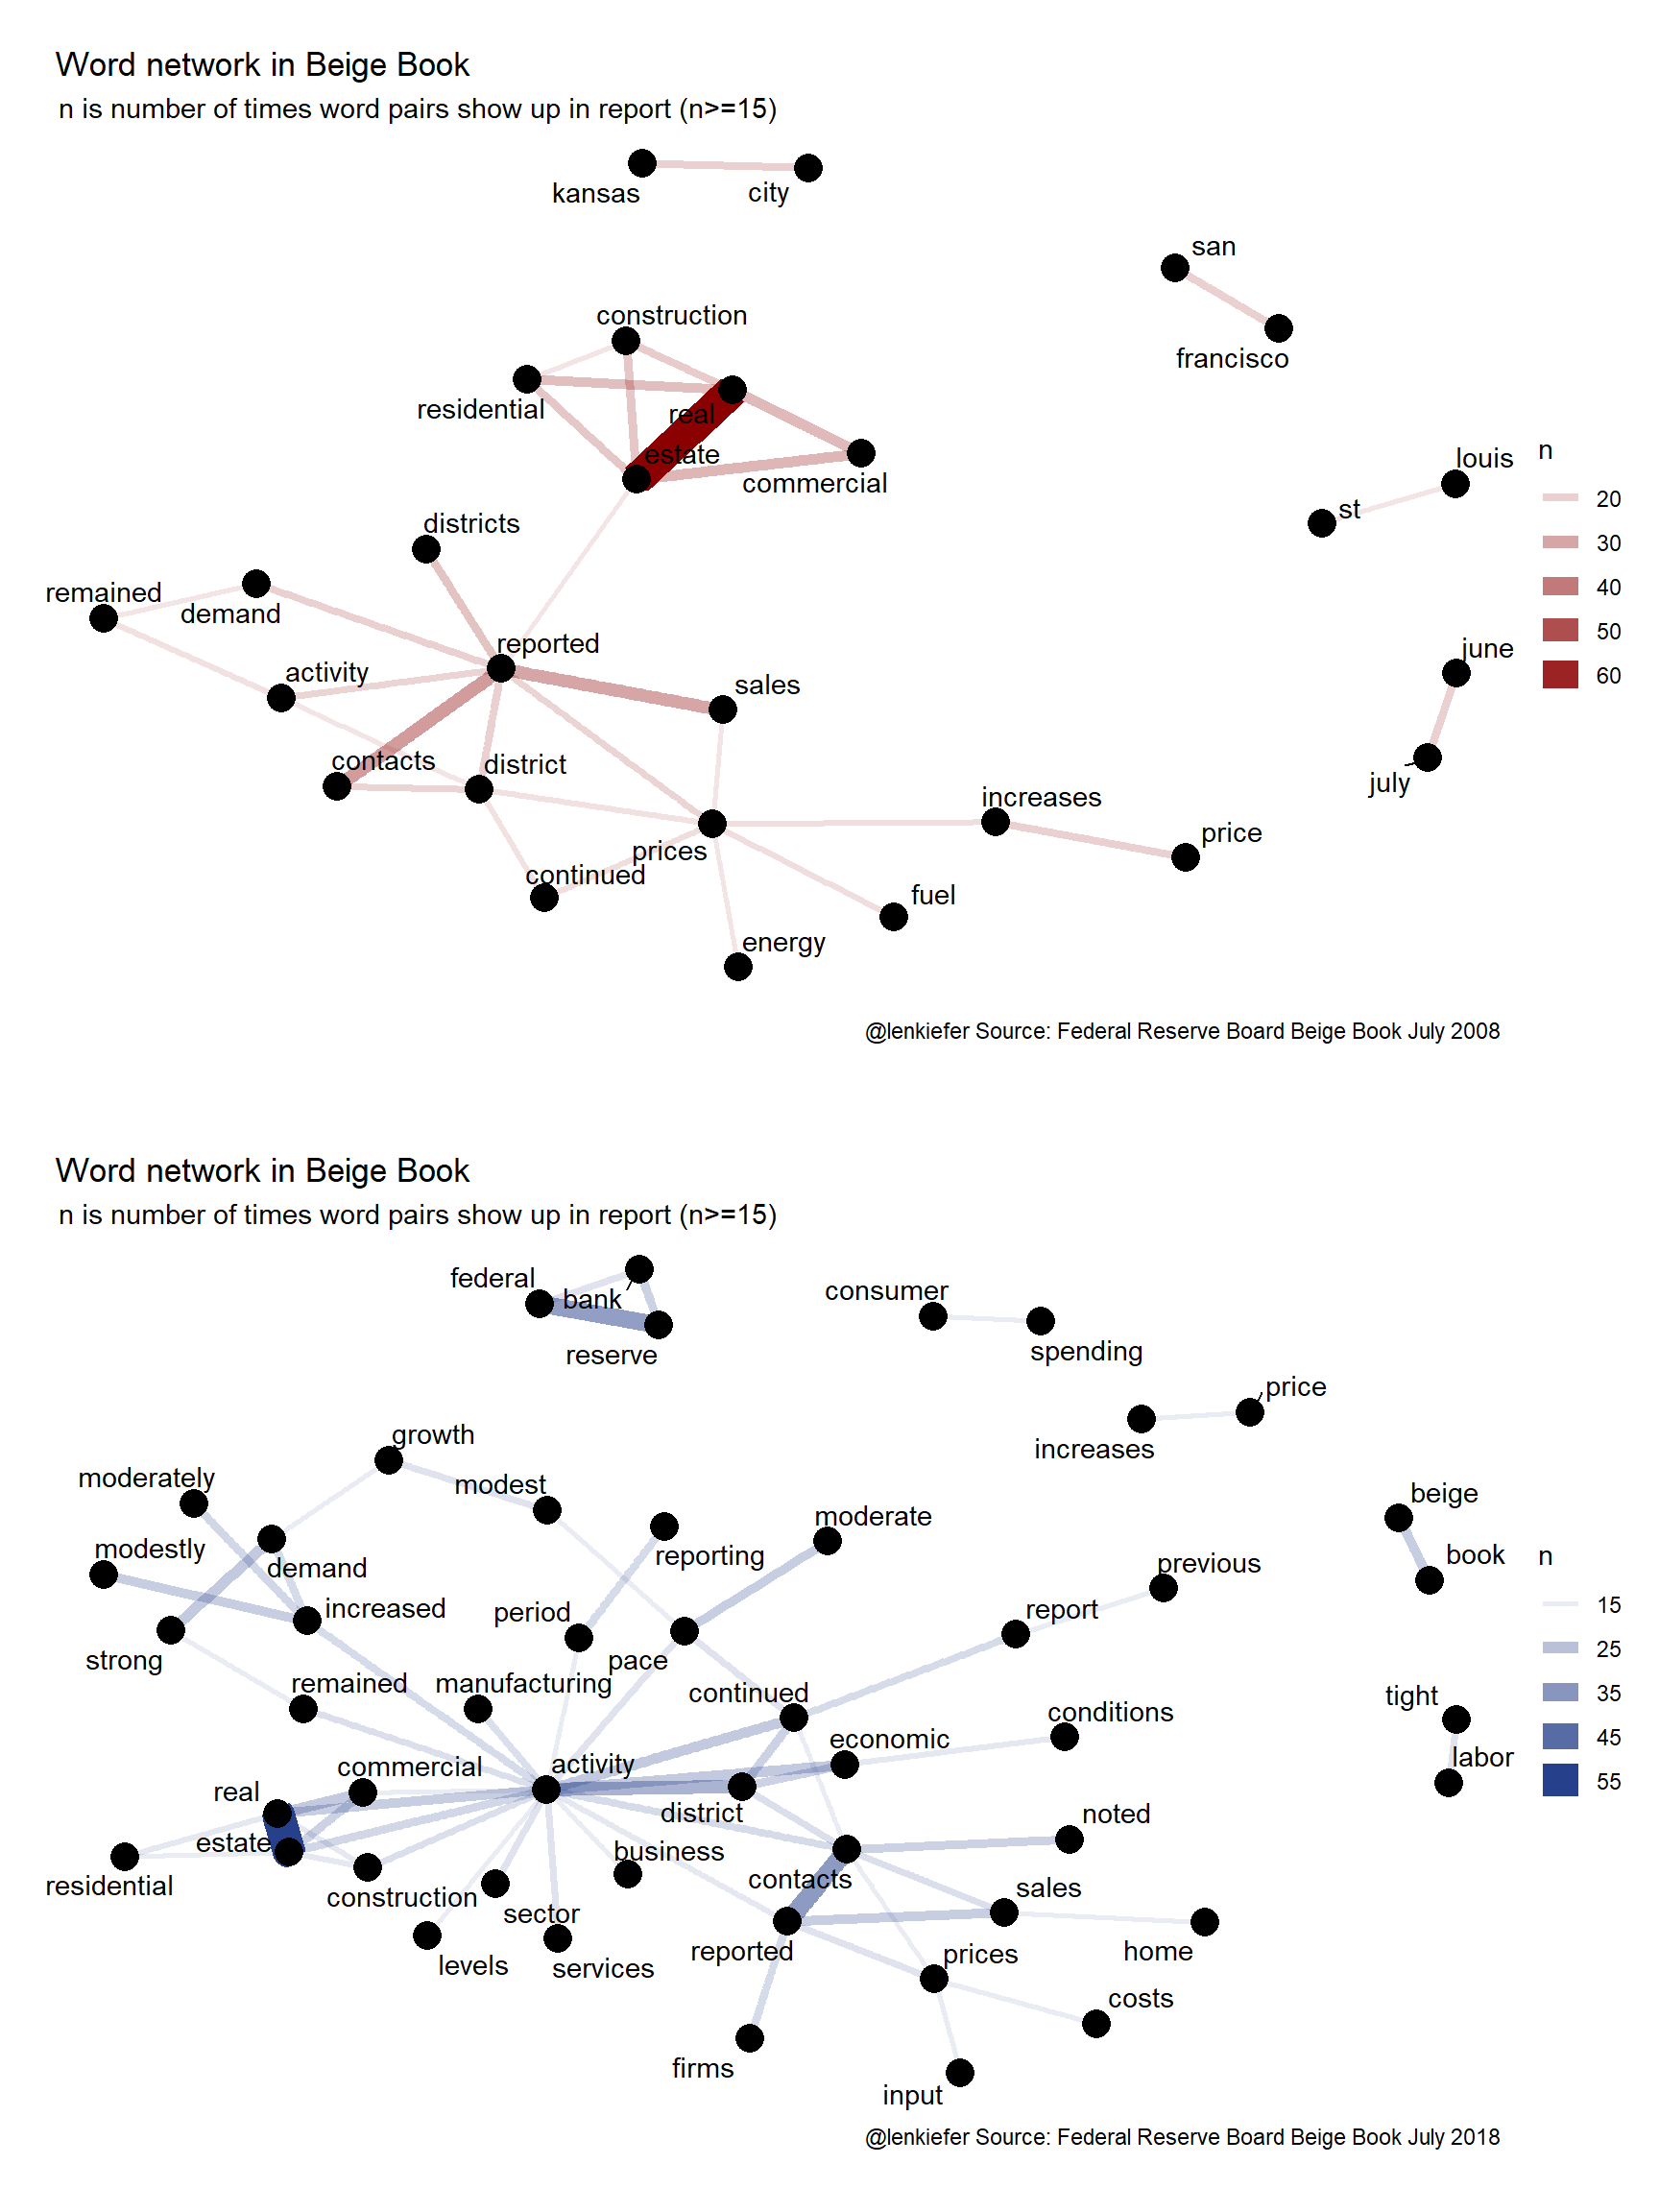 Word network in Beige Book
n is number of times word pairs show up in report (n>=15)
kansas
city
san
francisco
construction
residential
real
estate
commercial
louis
st
n
20
30
40
50
60
districts
remained
demand
reported
activity
sales
june
july
contacts
district
increases
price
prices
continued
fuel
energy
@lenkiefer Source: Federal Reserve Board Beige Book July 2008
Word network in Beige Book
n is number of times word pairs show up in report (n>=15)
federal
bank
reserve
consumer
spending
price
increases
growth
moderately
modest
beige
moderate
modestly
demand
reporting
previous
book
n
15
25
35
45
55
increased
period
report
strong
pace
remained
manufacturing
continued
tight
conditions
economic
commercial
activity
labor
real
district
noted
estate
business
residential
construction
contacts
sales
sector
reported
prices
home
levels
services
costs
firms
input
@lenkiefer Source: Federal Reserve Board Beige Book July 2018